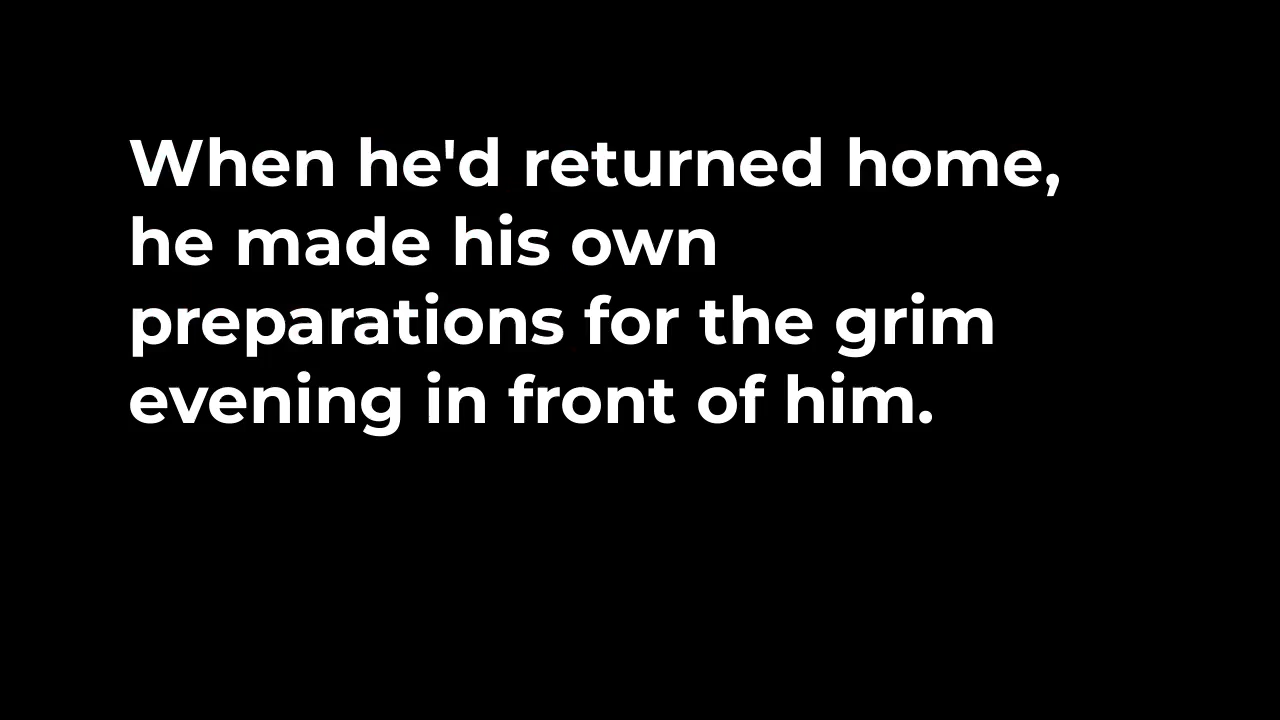 When he'd returned home,
he made his own
preparations for the grim
evening in front of him.